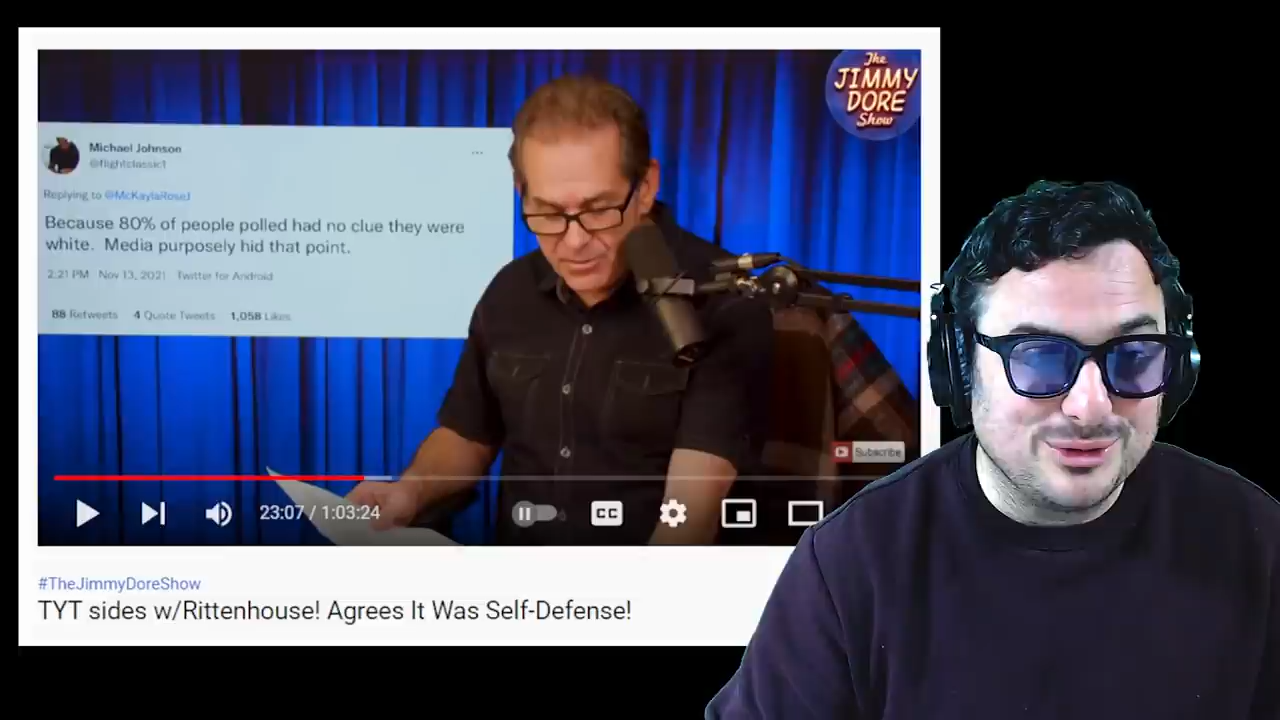 The
JIMMY
DORE
Show
Michael Johnson
@flightclassic1
Replying to @McKaylaRoseJ
Because 80% of people polled had no clue they were
white. Media purposely hid that point.
2:21 PM Nov 13, 2021 Twitter for Android
88 Retweets 4 Quote Tweets 1,058 Likes
Subscribe
23:07 / 1:03:24
CC
#TheJimmyDoreShow
TYT sides w/Rittenhouse! Agrees It Was Self-Defense!